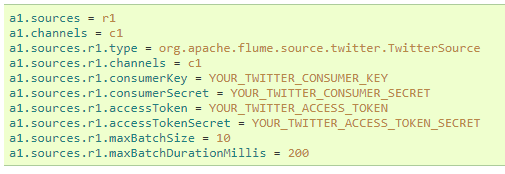 a1.sources = r1
a1.channels = c1
a1.sources.r1.type = org.apache.flume.source.twitter.TwitterSource
a1.sources.r1.channels = c1
a1.sources.r1.consumerKey = YOUR_TWITTER_CONSUMER_KEY
a1.sources.r1.consumerSecret = YOUR_TWITTER_CONSUMER_SECRET
a1.sources.r1.accessToken = YOUR_TWITTER_ACCESS_TOKEN
a1.sources.r1.accessTokenSecret = YOUR_TWITTER_ACCESS_TOKEN_SECRET
a1.sources.r1.maxBatchSize = 10
a1.sources.r1.maxBatchDurationMillis = 200